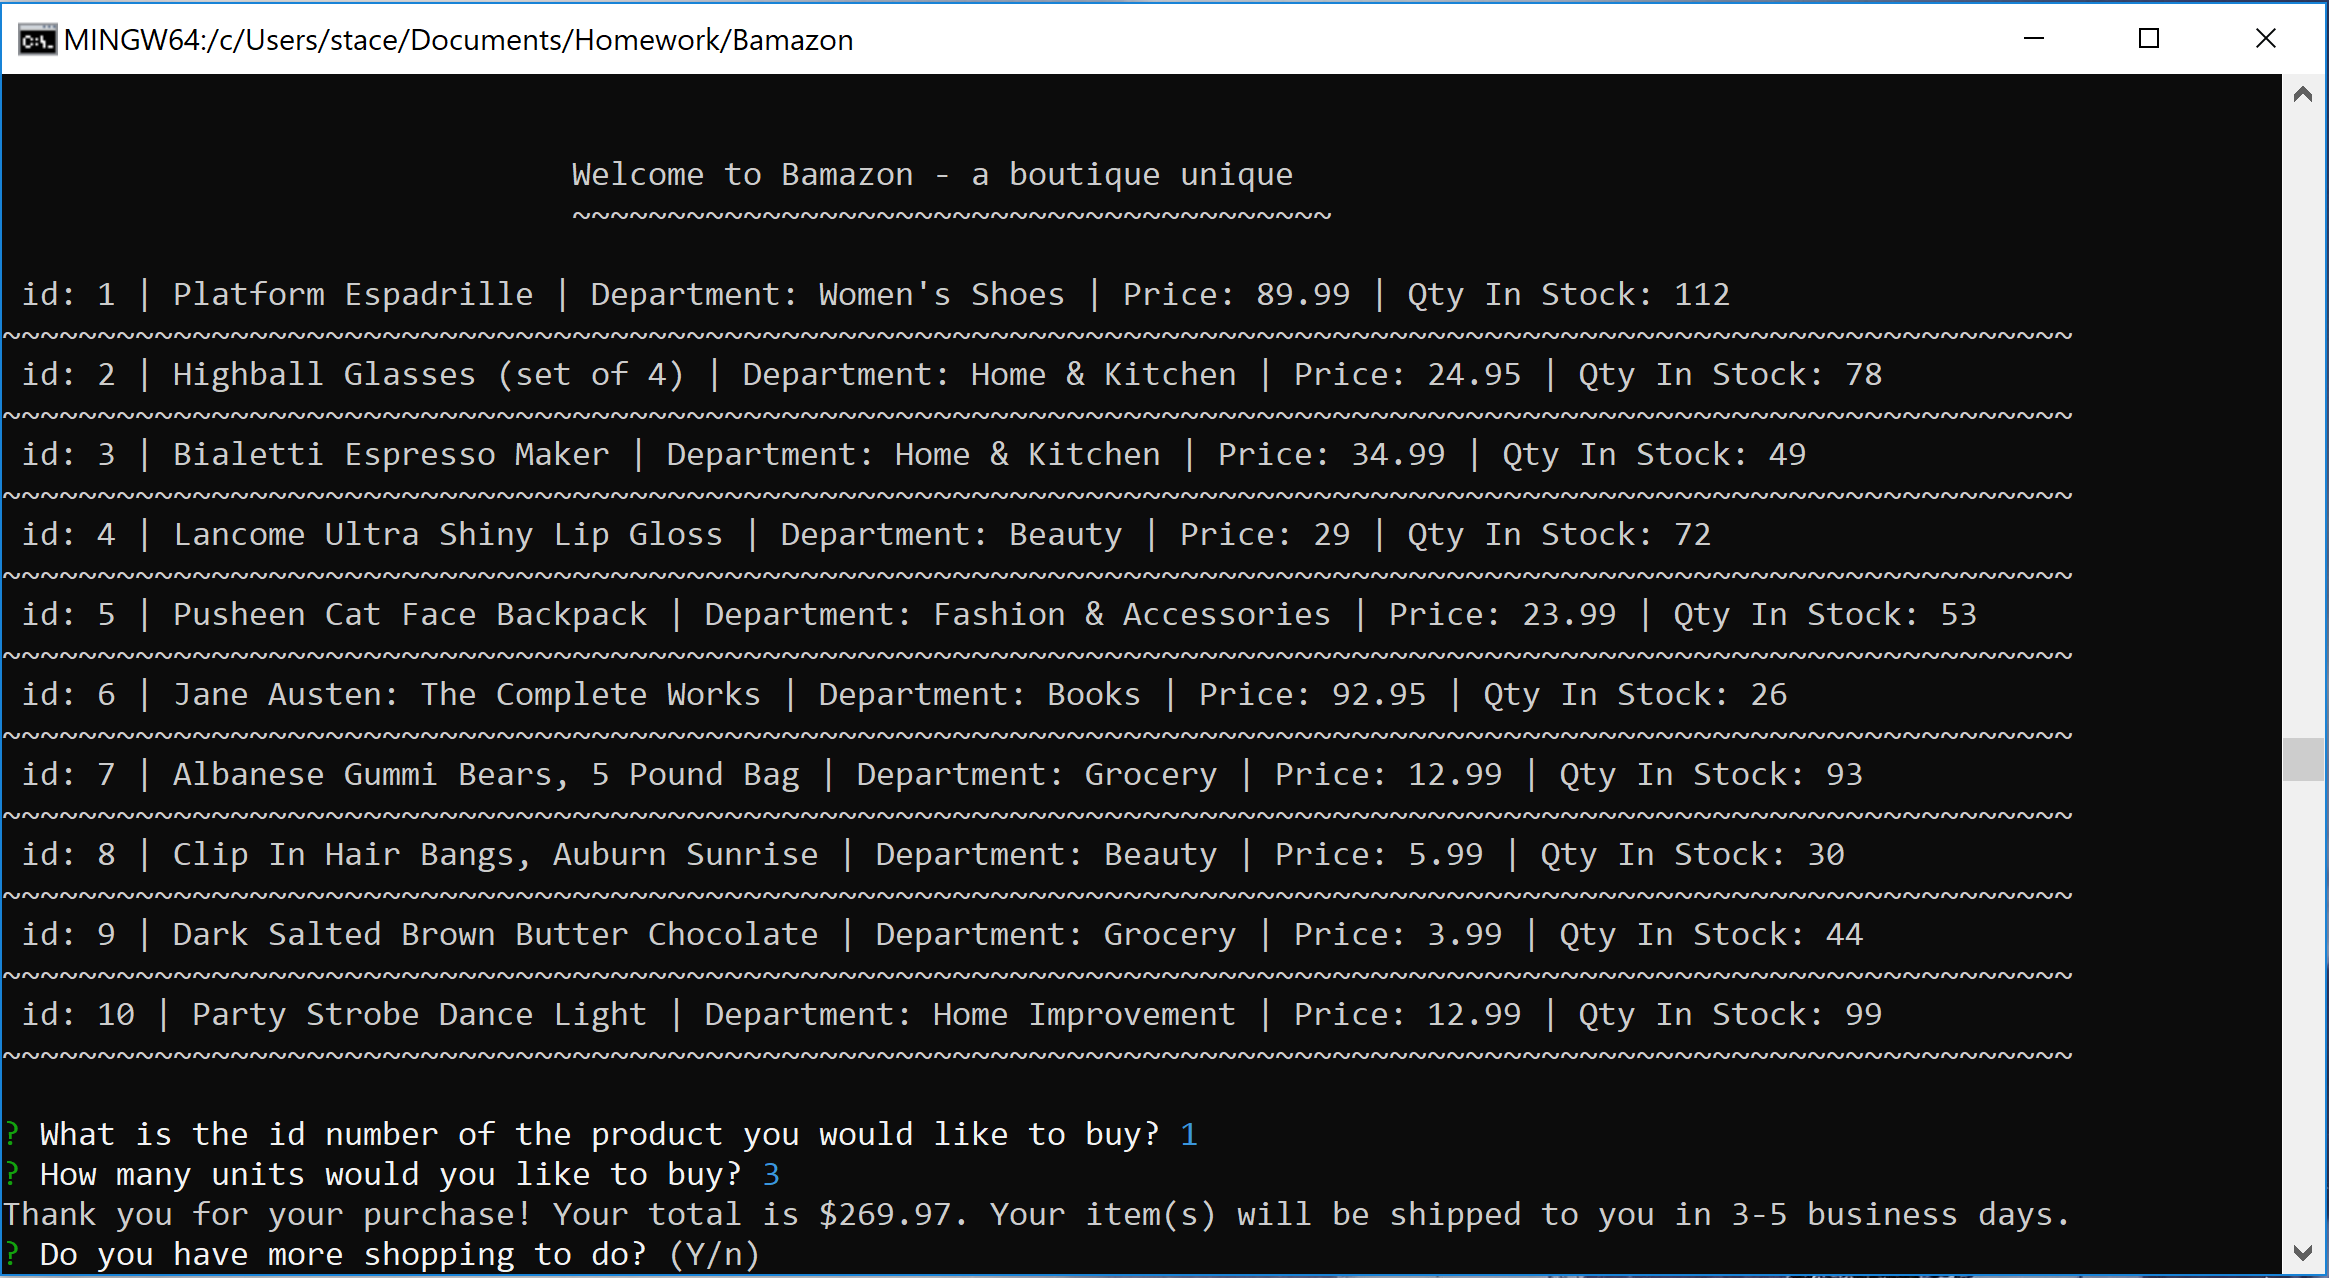 MINGW64:/c/Users/stace/Documents/Homework/Bamazon
Welcome to Bamazon - a boutique unique
~~~~~~~~~~~~~~~~~~~~~~~~~~~~~~~~~~~~~~~~
id: 1 | Platform Espadrille | Department: Women's Shoes | Price: 89.99 | Qty In Stock: 112
~~~~~~~~~~~~~~~~~~~~~~~~~~~~~~~~~~~~~~~~~~~~~~~~~~~~~~~~~~~~~~~~~~~~~~~~~~~~~~~~~~~~~~~~~~~~~~~~~~~~~~~~~~~~~
id: 2 | Highball Glasses (set of 4) | Department: Home & Kitchen | Price: 24.95 | Qty In Stock: 78
~~~~~~~~~~~~~~~~~~~~~~~~~~~~~~~~~~~~~~~~~~~~~~~~~~~~~~~~~~~~~~~~~~~~~~~~~~~~~~~~~~~~~~~~~~~~~~~~~~~~~~~~~~~~~
id: 3 | Bialetti Espresso Maker | Department: Home & Kitchen | Price: 34.99 | Qty In Stock: 49
~~~~~~~~~~~~~~~~~~~~~~~~~~~~~~~~~~~~~~~~~~~~~~~~~~~~~~~~~~~~~~~~~~~~~~~~~~~~~~~~~~~~~~~~~~~~~~~~~~~~~~~~~~~~~
id: 4 | Lancome Ultra Shiny Lip Gloss | Department: Beauty | Price: 29 | Qty In Stock: 72
~~~~~~~~~~~~~~~~~~~~~~~~~~~~~~~~~~~~~~~~~~~~~~~~~~~~~~~~~~~~~~~~~~~~~~~~~~~~~~~~~~~~~~~~~~~~~~~~~~~~~~~~~~~~~
id: 5 | Pusheen Cat Face Backpack | Department: Fashion & Accessories | Price: 23.99 | Qty In Stock: 53
~~~~~~~~~~~~~~~~~~~~~~~~~~~~~~~~~~~~~~~~~~~~~~~~~~~~~~~~~~~~~~~~~~~~~~~~~~~~~~~~~~~~~~~~~~~~~~~~~~~~~~~~~~~~~
id: 6 | Jane Austen: The Complete Works | Department: Books | Price: 92.95 | Qty In Stock: 26
~~~~~~~~~~~~~~~~~~~~~~~~~~~~~~~~~~~~~~~~~~~~~~~~~~~~~~~~~~~~~~~~~~~~~~~~~~~~~~~~~~~~~~~~~~~~~~~~~~~~~~~~~~~~~
id: 7 | Albanese Gummi Bears, 5 Pound Bag | Department: Grocery | Price: 12.99 | Qty In Stock: 93
~~~~~~~~~~~~~~~~~~~~~~~~~~~~~~~~~~~~~~~~~~~~~~~~~~~~~~~~~~~~~~~~~~~~~~~~~~~~~~~~~~~~~~~~~~~~~~~~~~~~~~~~~~~~~
id: 8 | Clip In Hair Bangs, Auburn Sunrise | Department: Beauty | Price: 5.99 | Qty In Stock: 30
~~~~~~~~~~~~~~~~~~~~~~~~~~~~~~~~~~~~~~~~~~~~~~~~~~~~~~~~~~~~~~~~~~~~~~~~~~~~~~~~~~~~~~~~~~~~~~~~~~~~~~~~~~~~~
id: 9 | Dark Salted Brown Butter Chocolate | Department: Grocery | Price: 3.99 | Qty In Stock: 44
~~~~~~~~~~~~~~~~~~~~~~~~~~~~~~~~~~~~~~~~~~~~~~~~~~~~~~~~~~~~~~~~~~~~~~~~~~~~~~~~~~~~~~~~~~~~~~~~~~~~~~~~~~~~~
id: 10 | Party Strobe Dance Light | Department: Home Improvement | Price: 12.99 | Qty In Stock: 99
~~~~~~~~~~~~~~~~~~~~~~~~~~~~~~~~~~~~~~~~~~~~~~~~~~~~~~~~~~~~~~~~~~~~~~~~~~~~~~~~~~~~~~~~~~~~~~~~~~~~~~~~~~~~~
? What is the id number of the product you would like to buy? 1
? How many units would you like to buy? 3
Thank you for your purchase! Your total is $269.97. Your item(s) will be shipped to you in 3-5 business days.
? Do you have more shopping to do? (Y/n)